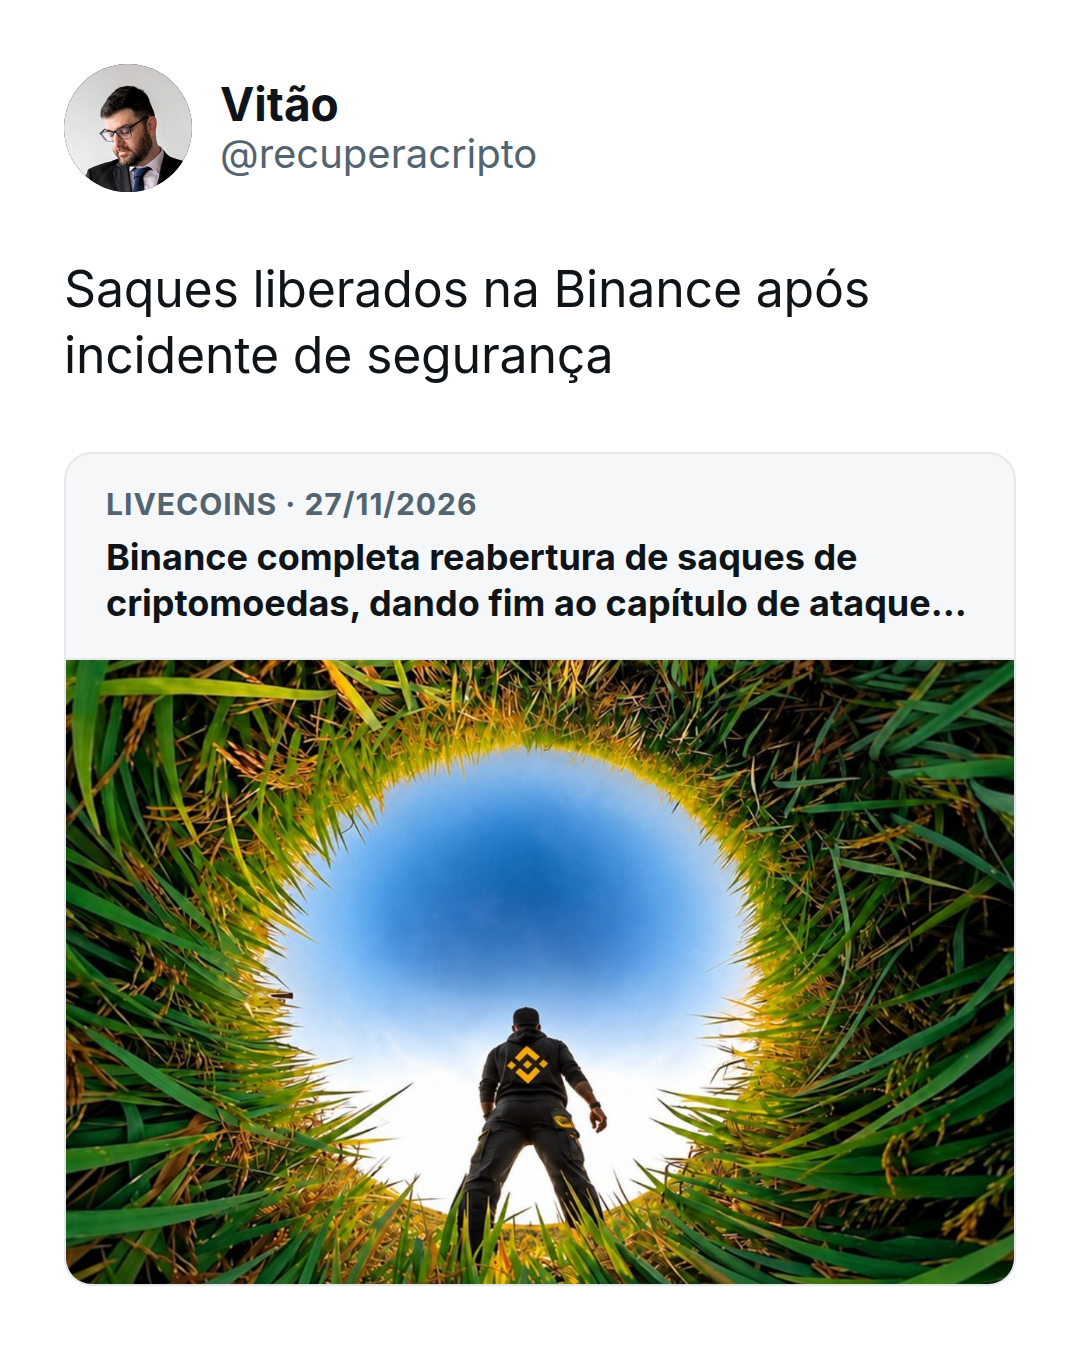 Vitão
@recuperacripto
Saques liberados na Binance após
incidente de segurança
LIVECOINS · 27/11/2026
Binance completa reabertura de saques de
criptomoedas, dando fim ao capítulo de ataque...